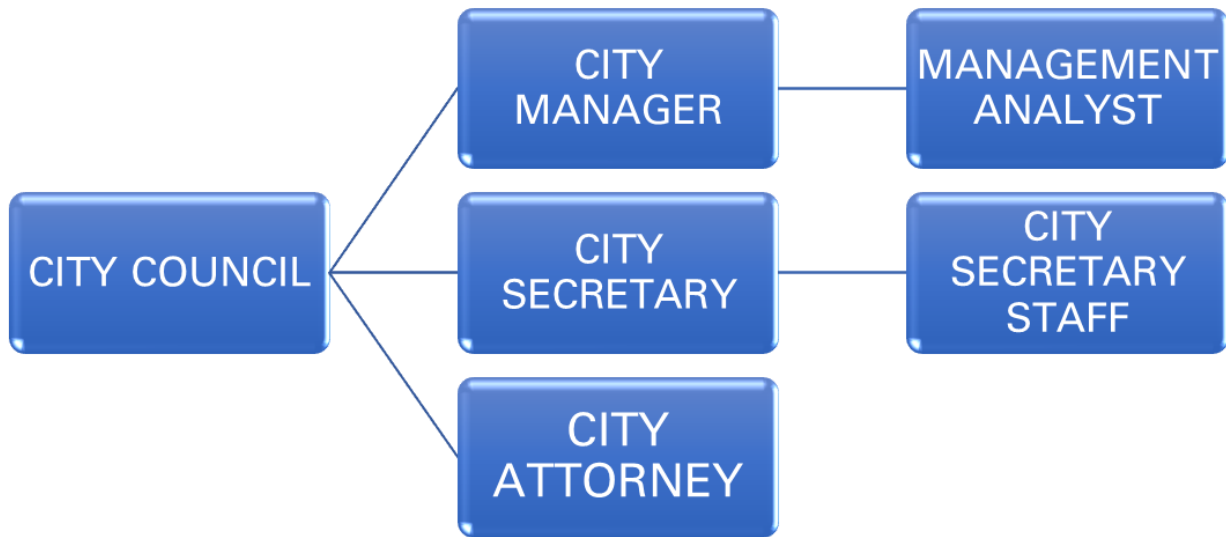 CITY
MANAGER
MANAGEMENT
ANALYST
CITY COUNCIL
CITY
SECRETARY
CITY
SECRETARY
STAFF
CITY
ATTORNEY